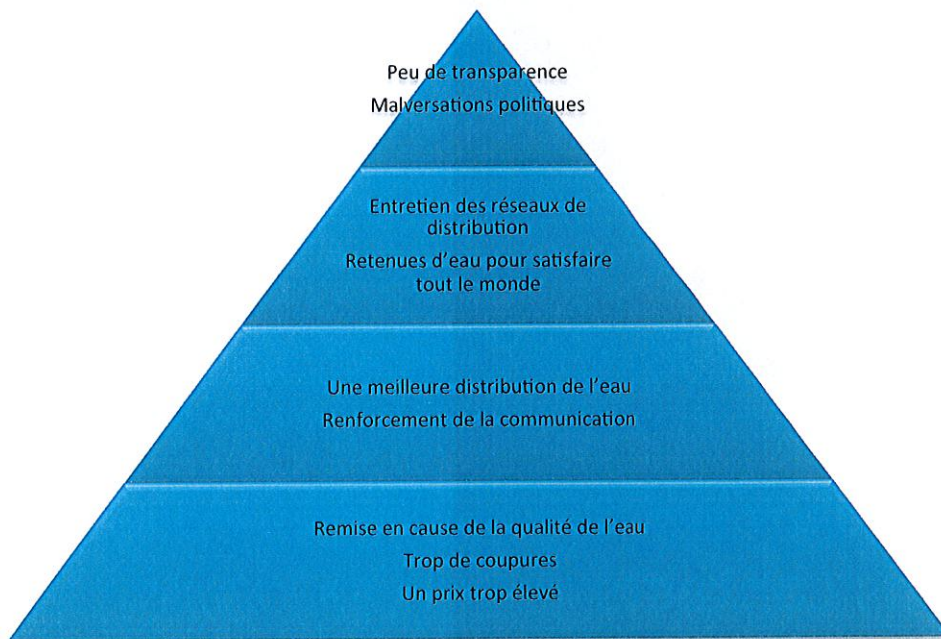 Peu de transparence
Malversations politiques
Entretien des réseaux de
distribution
Retenues d'eau pour satisfaire
tout le monde
Une meilleure distribution de l'eau
Renforcement de la communication
Remise en cause de la qualité de l'eau
Trop de coupures
Un prix trop élevé